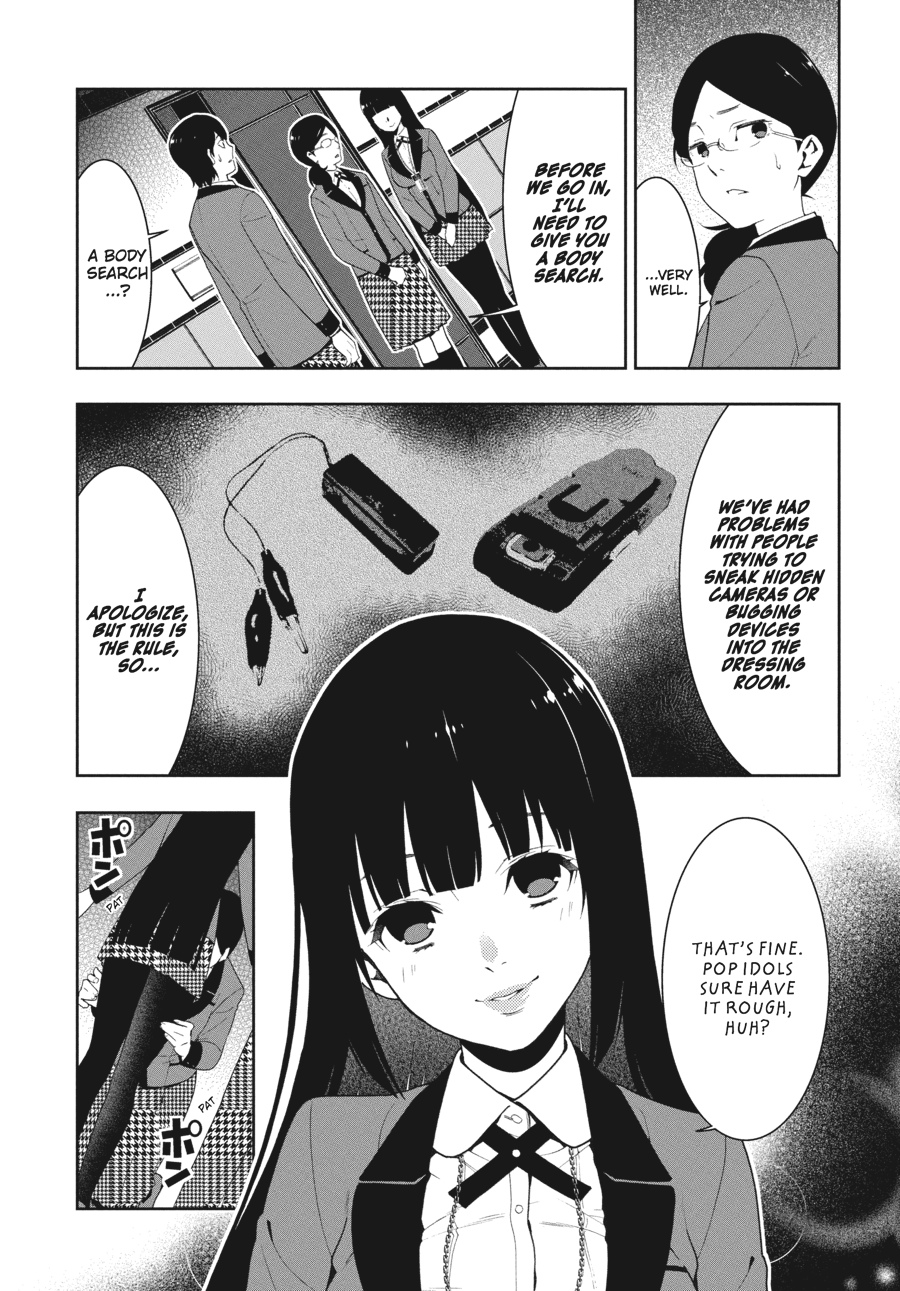 ...VERY
WELL.
BEFORE
WE GO IN,
I'LL
NEED TO
GIVE YOU
A BODY
SEARCH.
A BODY
SEARCH
...?
WE'VE HAD
PROBLEMS
WITH PEOPLE
TRYING TO
SNEAK HIDDEN
CAMERAS OR
BUGGING
DEVICES
INTO THE
DRESSING
ROOM.
I
APOLOGIZE,
BUT THIS IS
THE RULE,
SO...
THAT'S FINE.
POP IDOLS
SURE HAVE
IT ROUGH,
HUH?
ポン
PAT
PAT
ポン